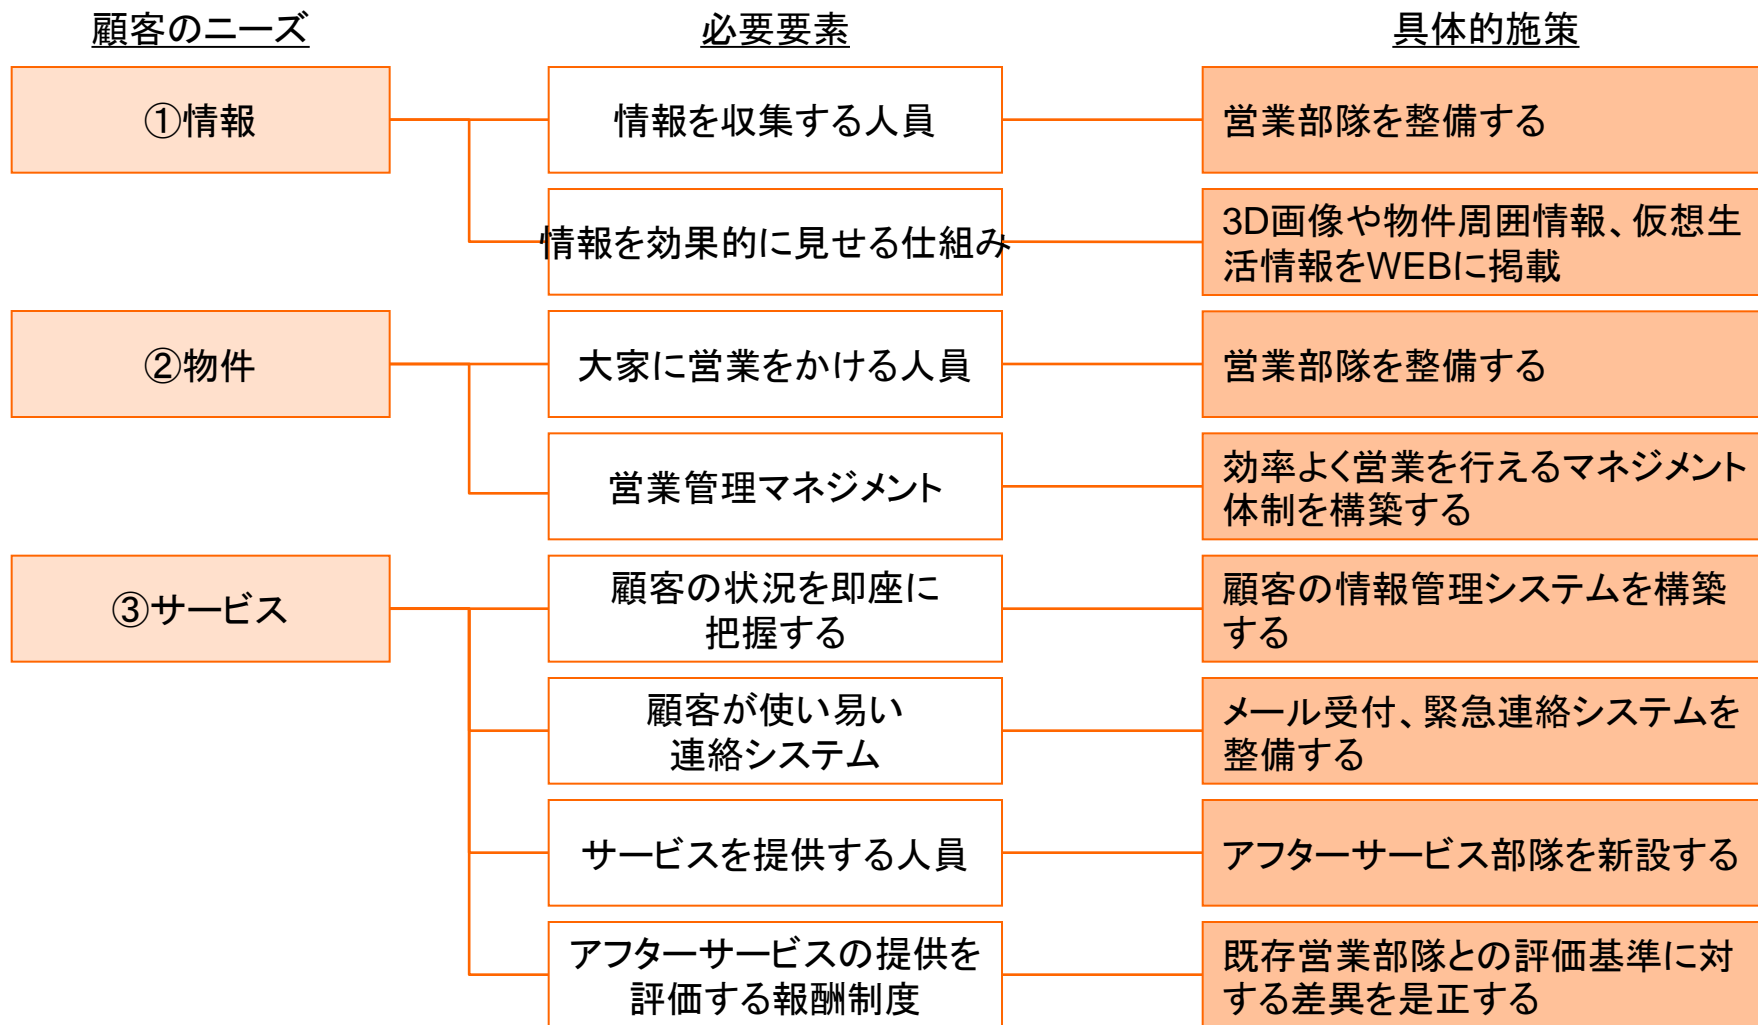 顧客のニーズ
必要要素
具体的施策
①情報
情報を収集する人員
営業部隊を整備する
情報を効果的に見せる仕組み
3D画像や物件周囲情報、仮想生
活情報をWEBに掲載
②物件
大家に営業をかける人員
営業部隊を整備する
営業管理マネジメント
効率よく営業を行えるマネジメント
体制を構築する
③サービス
顧客の状況を即座に
把握する
顧客の情報管理システムを構築
する
顧客が使い易い
連絡システム
メール受付、緊急連絡システムを
整備する
サービスを提供する人員
アフターサービス部隊を新設する
アフターサービスの提供を
評価する報酬制度
既存営業部隊との評価基準に対
する差異を是正する